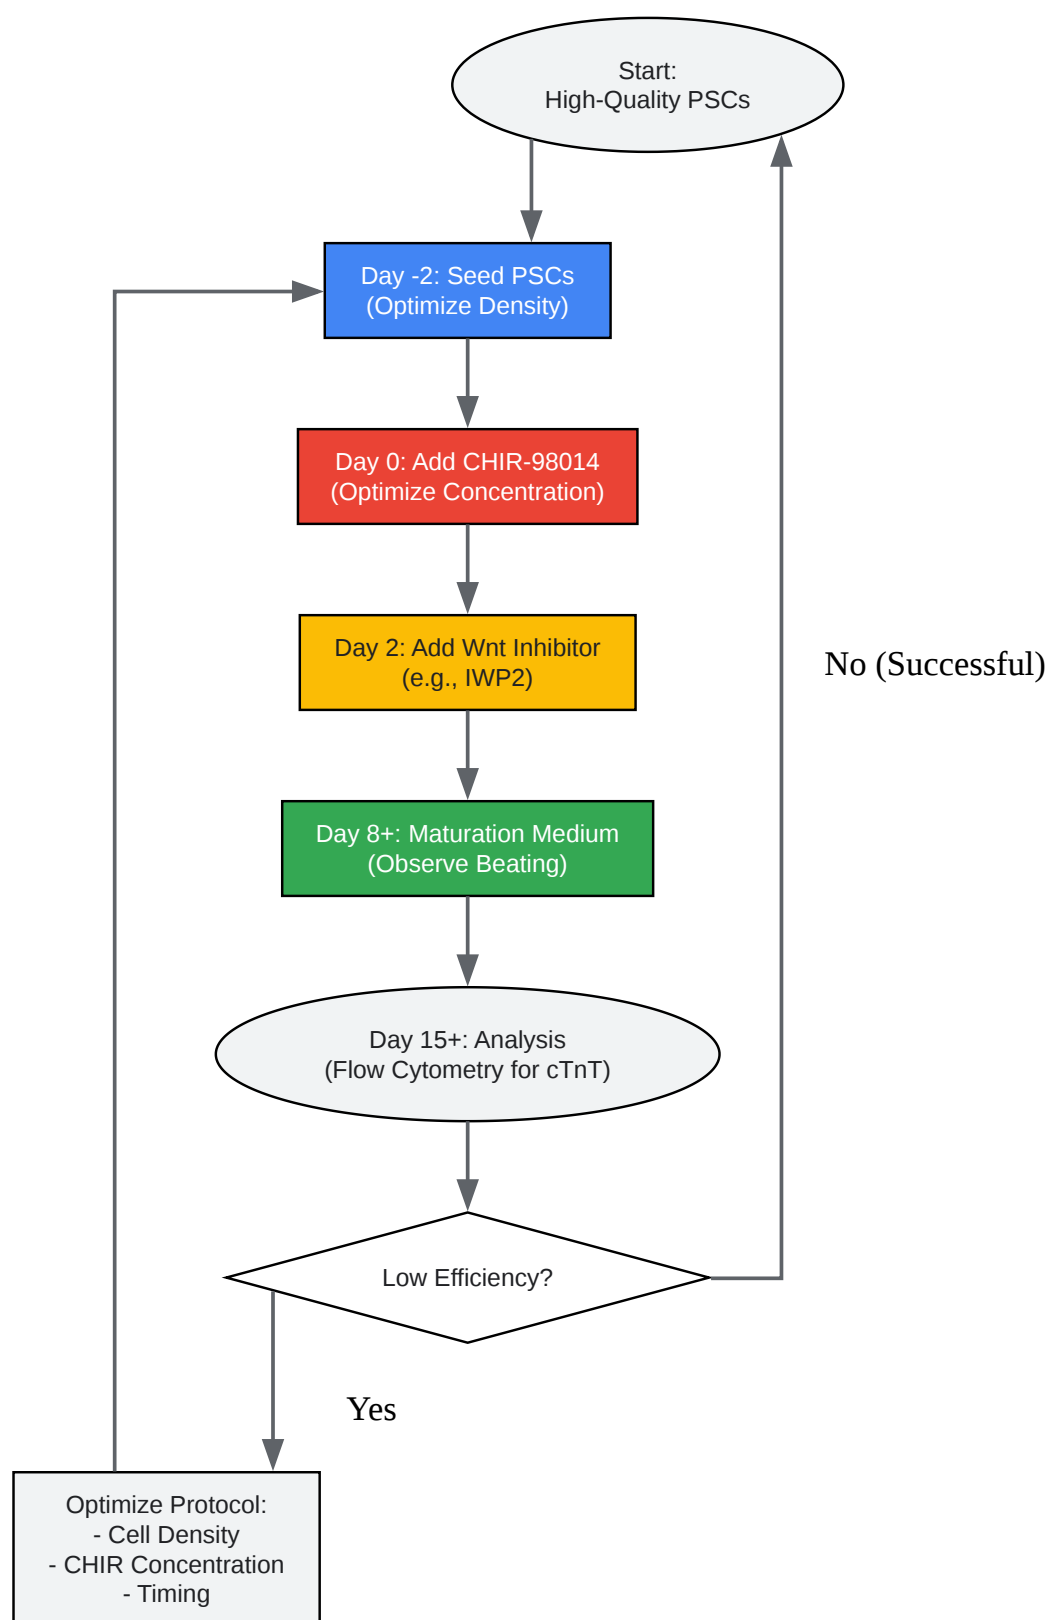 Start:
High-Quality PSCs
Day -2: Seed PSCs
(Optimize Density)
Day 0: Add CHIR-98014
(Optimize Concentration)
Day 2: Add Wnt Inhibitor
(e.g., IWP2)
No (Successful)
Day 8+: Maturation Medium
(Observe Beating)
Day 15+: Analysis
(Flow Cytometry for cTnT)
Low Efficiency?
Yes
Optimize Protocol:
- Cell Density
- CHIR Concentration
- Timing